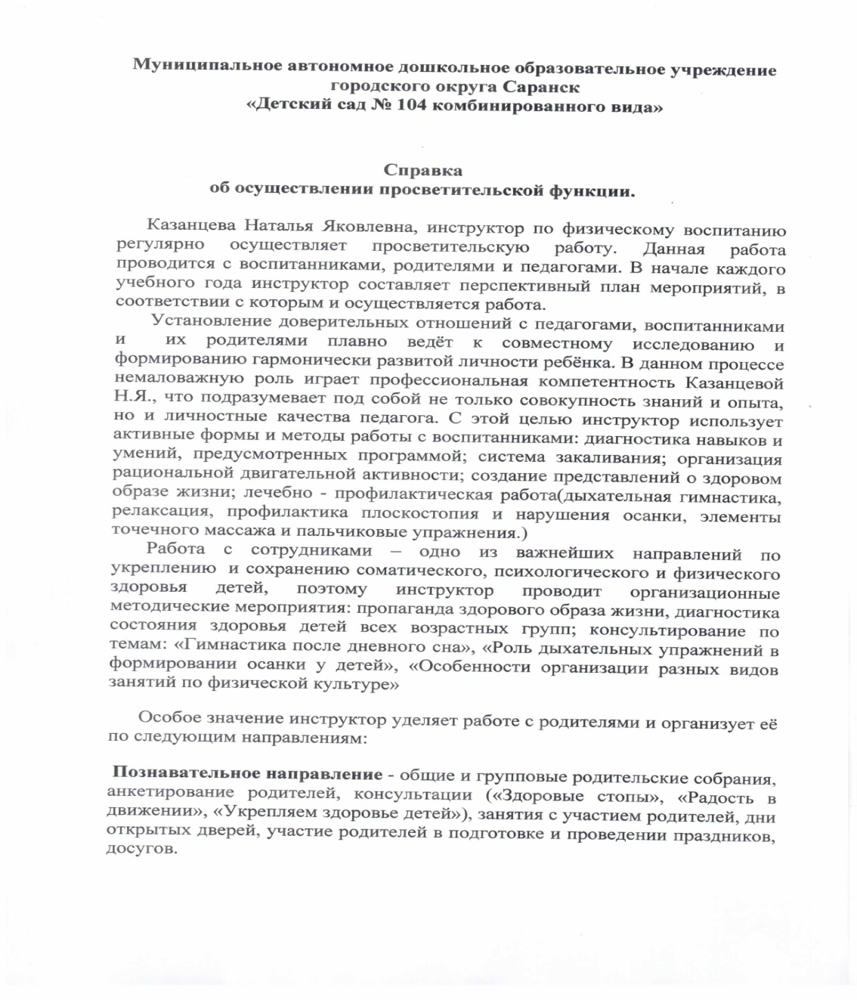 Муниципальное автономное дошкольное образовательное учреждение
городского округа Саранск
«Детский сад № 104 комбинированного вида»
Справка
об осуществлении просветительской функции.
Казанцева Наталья Яковлевна, инструктор по физическому воспитанию
регулярно осуществляет просветительскую работу. Данная работа
проводится с воспитанниками, родителями и педагогами. В начале каждого
учебного года инструктор составляет перспективный план мероприятий, в
соответствии с которым и осуществляется работа.
Установление доверительных отношений с педагогами, воспитанниками
и их родителями плавно ведёт к совместному исследованию и
формированию гармонически развитой личности ребёнка. В данном процессе
немаловажную роль играет профессиональная компетентность Казанцевой
Н.Я., что подразумевает под собой не только совокупность знаний и опыта,
но и личностные качества педагога. С этой целью инструктор использует
активные формы и методы работы с воспитанниками: диагностика навыков и
умений, предусмотренных программой; система закаливания; организация
рациональной двигательной активности; создание представлений о здоровом
образе жизни; лечебно - профилактическая работа(дыхательная гимнастика,
релаксация, профилактика плоскостопия и нарушения осанки, элементы
точечного массажа и пальчиковые упражнения.)
Работа с сотрудниками – одно из важнейших направлений по
укреплению и сохранению соматического, психологического и физического
здоровья детей, поэтому инструктор проводит организационные
методические мероприятия: пропаганда здорового образа жизни, диагностика
состояния здоровья детей всех возрастных групп; консультирование по
темам: «Гимнастика после дневного сна», «Роль дыхательных упражнений в
формировании осанки у детей», «Особенности организации разных видов
занятий по физической культуре»
Особое значение инструктор уделяет работе с родителями и организует её
по следующим направлениям:
Познавательное направление - общие и групповые родительские собрания,
анкетирование родителей, консультации («Здоровые стопы», «Радость в
движении», «Укрепляем здоровье детей»), занятия с участием родителей, дни
открытых дверей, участие родителей в подготовке и проведении праздников,
досугов.